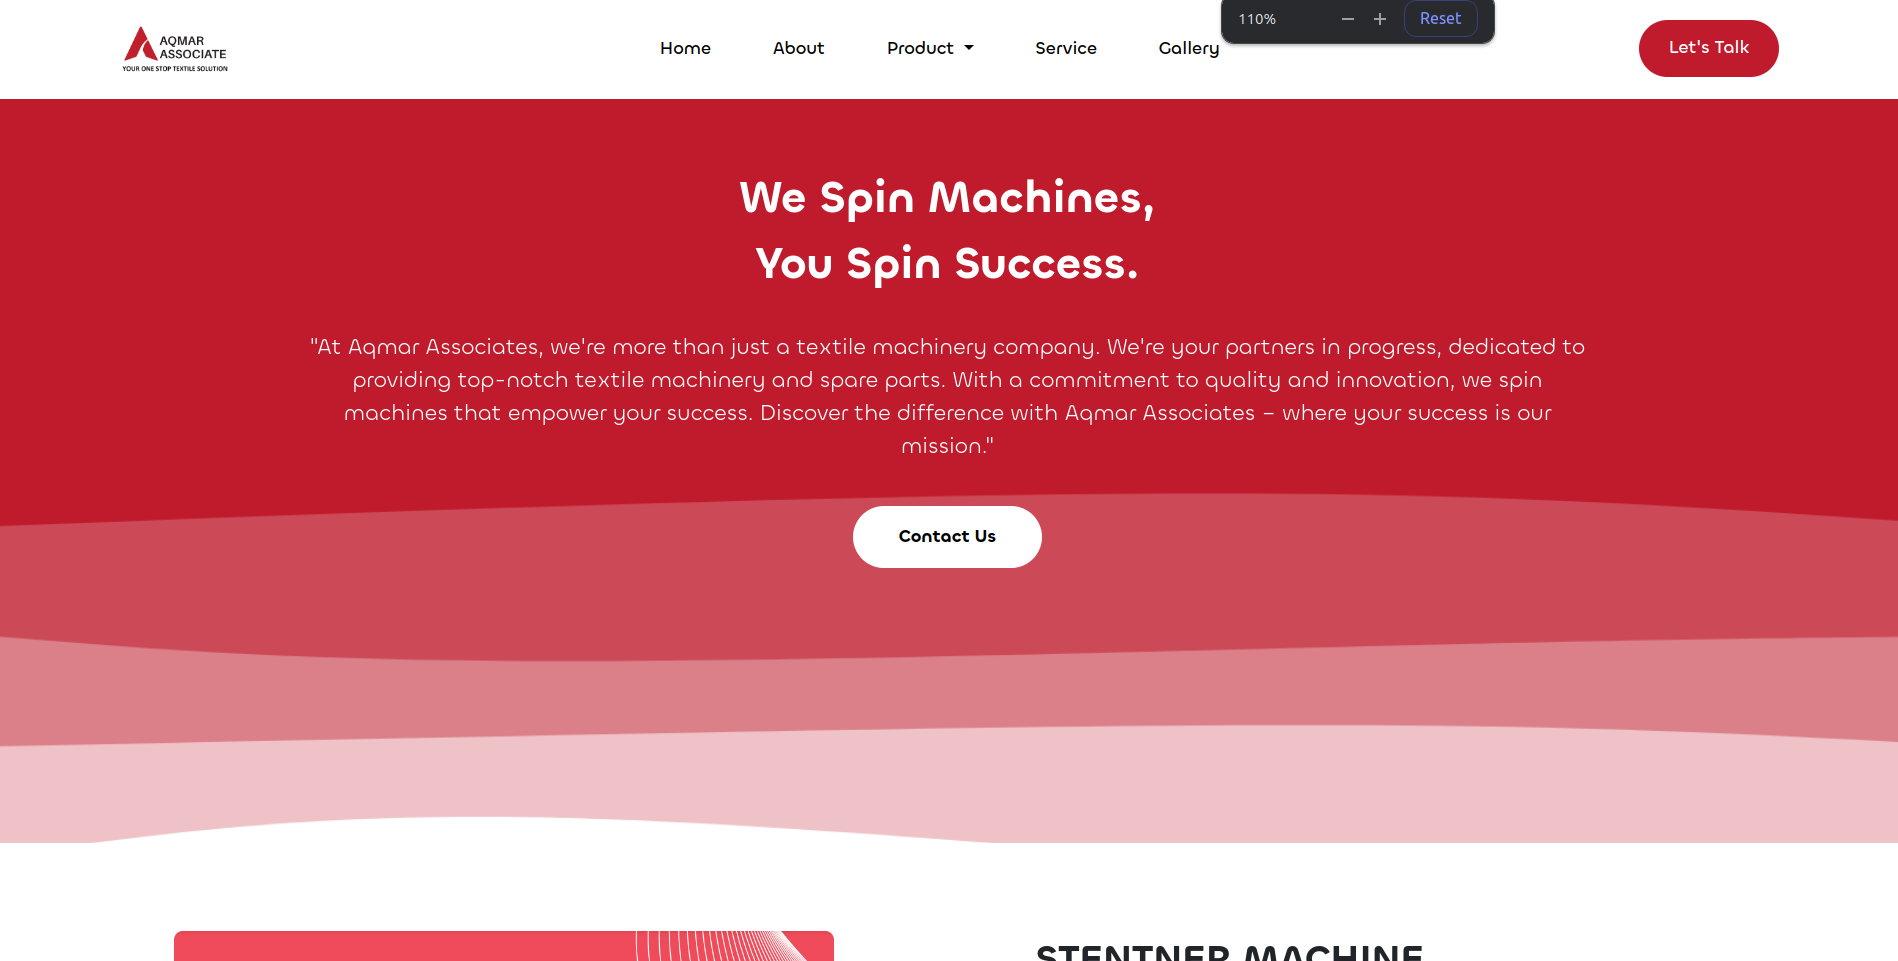 AQMAR
ASSOCIATE
YOUR ONE STOP TEXTILE SOLUTION
Home About Product Service Gallery
110% Reset
Let's Talk
We Spin Machines,
You Spin Success.
"At Aqmar Associates, we're more than just a textile machinery company. We're your partners in progress, dedicated to
providing top-notch textile machinery and spare parts. With a commitment to quality and innovation, we spin
machines that empower your success. Discover the difference with Aqmar Associates – where your success is our
mission."
Contact Us
STENTNER MACHINE